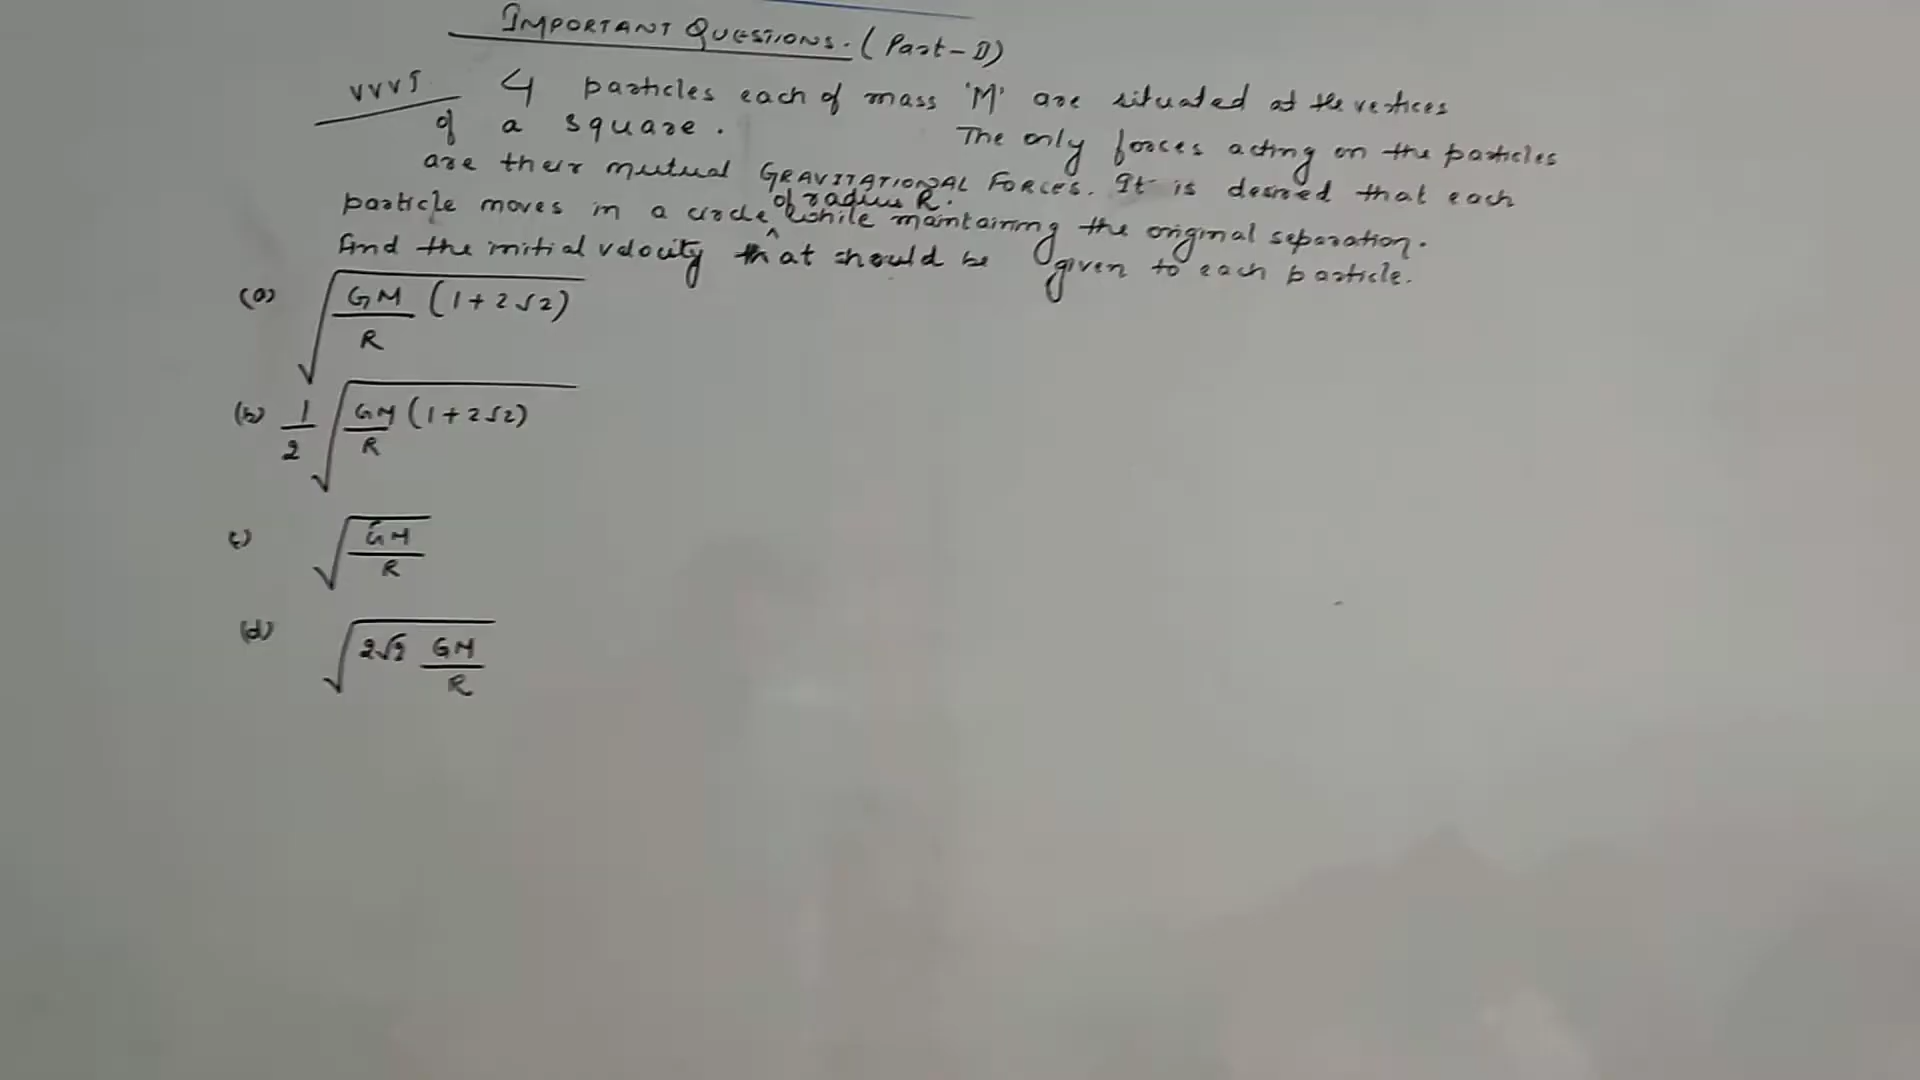 IMPORTANT QUESTIONS. (Part-II)
VVVI 4 particles each of mass 'M' are situated at the vertices
of a square. The only forces acting on the particles
are their mutual GRAVITATIONAL FORCES. It is desired that each
particle moves in a circle of radius R. while maintaining the original separation.
find the initial velocity that should be given to each particle.
(a) √(GM/R (1+2√2))
(b) 1/2 √(GM/R (1+2√2))
(c) √(GM/R)
(d) √(2√2 GM/R)